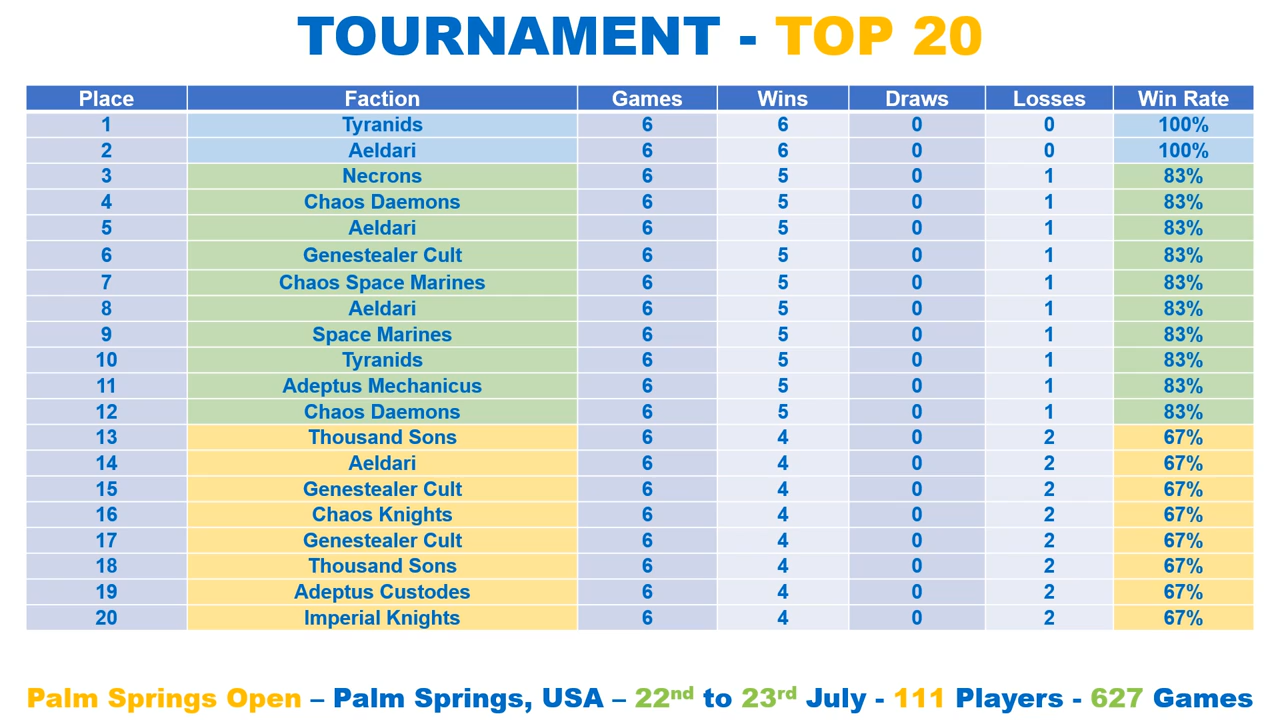 TOURNAMENT - TOP 20
Place Faction Games Wins Draws Losses Win Rate
1 Tyranids 6 6 0 0 100%
2 Aeldari 6 6 0 0 100%
3 Necrons 6 5 0 1 83%
4 Chaos Daemons 6 5 0 1 83%
5 Aeldari 6 5 0 1 83%
6 Genestealer Cult 6 5 0 1 83%
7 Chaos Space Marines 6 5 0 1 83%
8 Aeldari 6 5 0 1 83%
9 Space Marines 6 5 0 1 83%
10 Tyranids 6 5 0 1 83%
11 Adeptus Mechanicus 6 5 0 1 83%
12 Chaos Daemons 6 5 0 1 83%
13 Thousand Sons 6 4 0 2 67%
14 Aeldari 6 4 0 2 67%
15 Genestealer Cult 6 4 0 2 67%
16 Chaos Knights 6 4 0 2 67%
17 Genestealer Cult 6 4 0 2 67%
18 Thousand Sons 6 4 0 2 67%
19 Adeptus Custodes 6 4 0 2 67%
20 Imperial Knights 6 4 0 2 67%
Palm Springs Open – Palm Springs, USA – 22nd to 23rd July - 111 Players - 627 Games